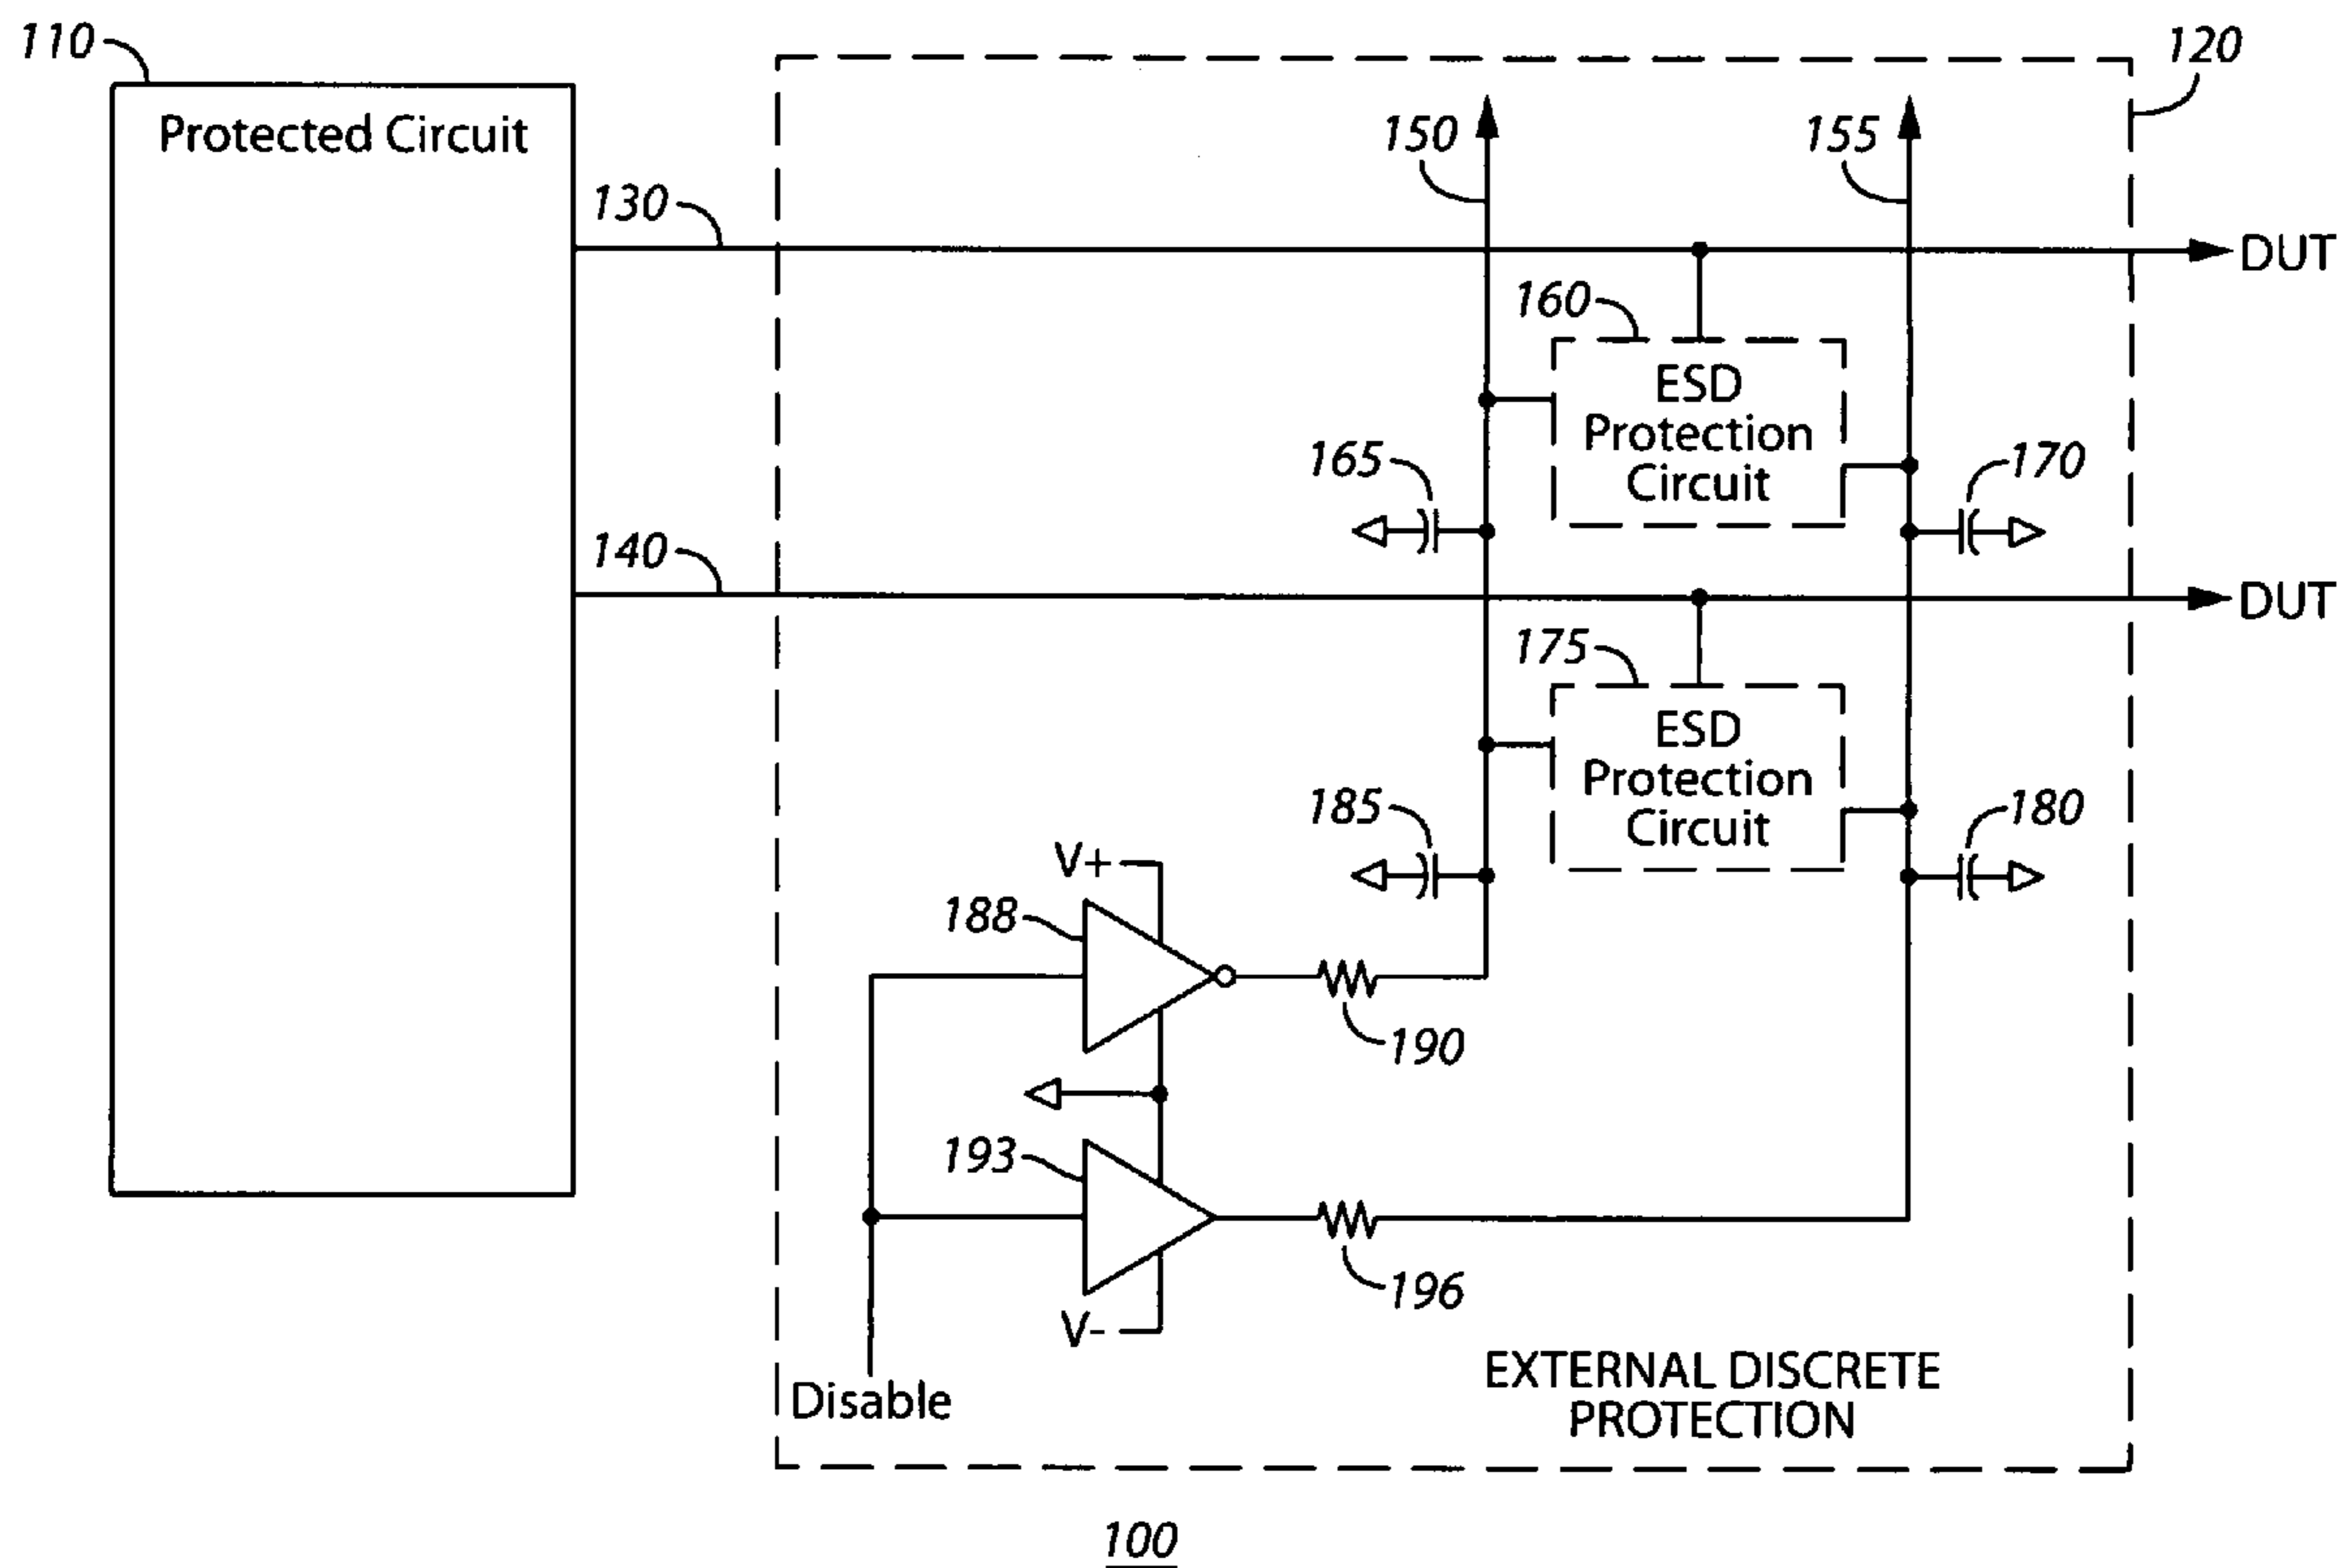 110
120
Protected Circuit
150
155
130
DUT
160
ESD
Protection
Circuit
165
170
140
DUT
175
ESD
Protection
Circuit
185
180
V+
188
190
193
196
V-
EXTERNAL DISCRETE
PROTECTION
Disable
100